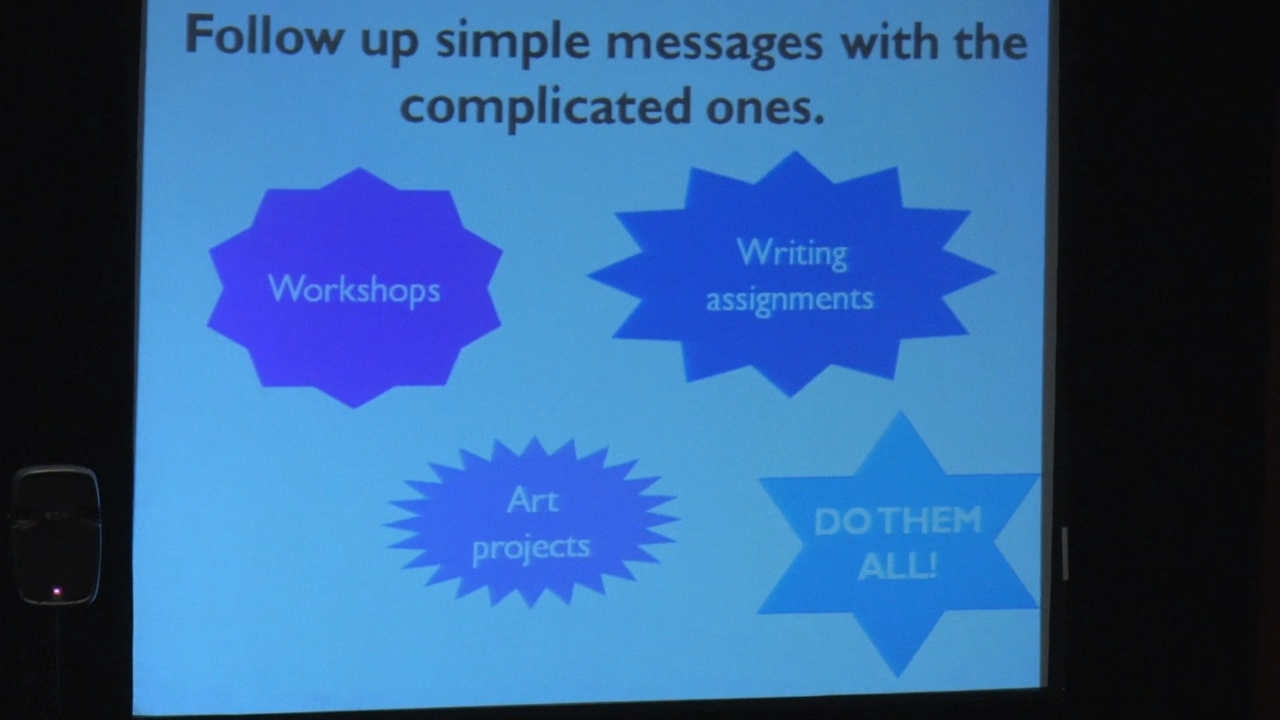 Follow up simple messages with the
complicated ones.
Workshops
Writing
assignments
Art
projects
DO THEM
ALL!